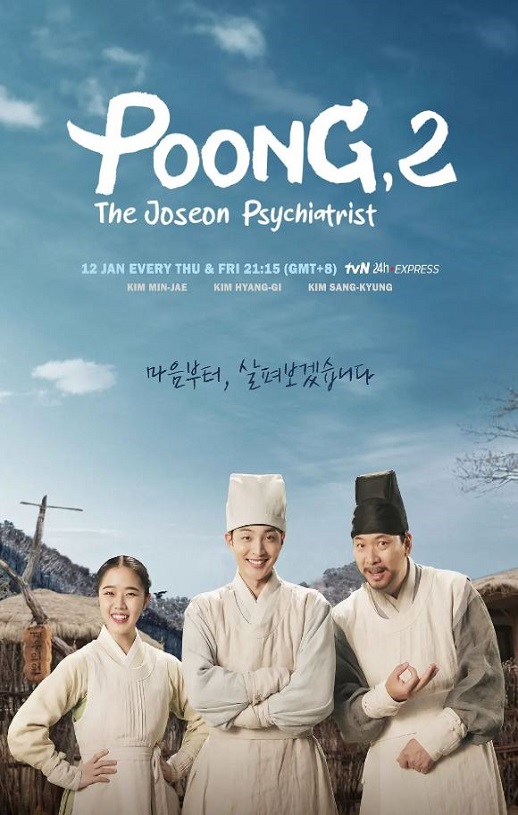 POONG, 2
The Joseon Psychiatrist
12 JAN EVERY THU & FRI 21:15 (GMT+8) tvN 24h EXPRESS
KIM MIN-JAE KIM HYANG-GI KIM SANG-KYUNG
마음부터, 살펴보겠습니다